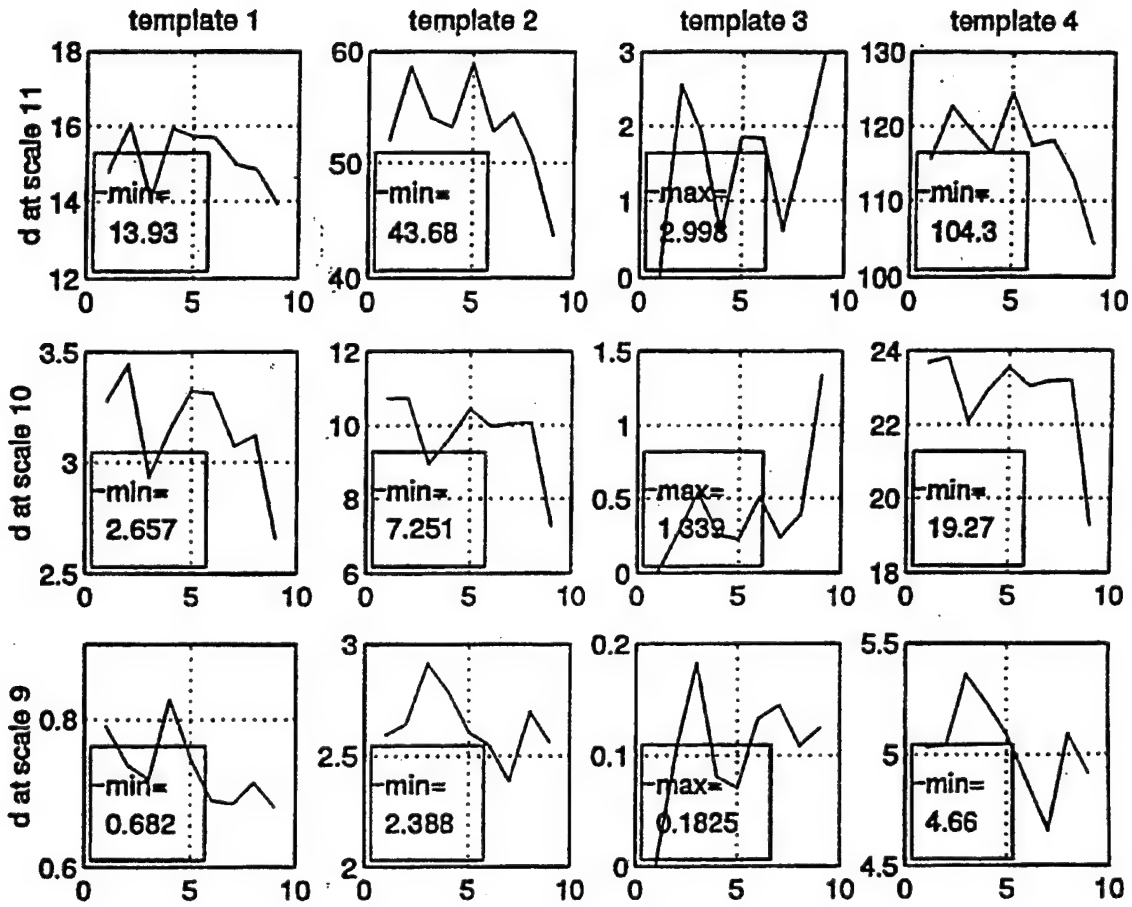 template 1 template 2 template 3 template 4
18 60 3 130
16 2 120
50
14 1 110
12 40 0 100
0 5 10 0 5 10 0 5 10 0 5 10
d at scale 11
min=
13.93
min=
43.68
max=
2.998
min=
104.3
3.5 12 1.5 24
10 1 22
3
8 0.5 20
2.5 6 0 18
0 5 10 0 5 10 0 5 10 0 5 10
d at scale 10
min=
2.657
min=
7.251
max=
1.339
min=
19.27
3 0.2 5.5
0.8
2.5 0.1 5
0.6 2 0 4.5
0 5 10 0 5 10 0 5 10 0 5 10
d at scale 9
min=
0.682
min=
2.388
max=
0.1825
min=
4.66